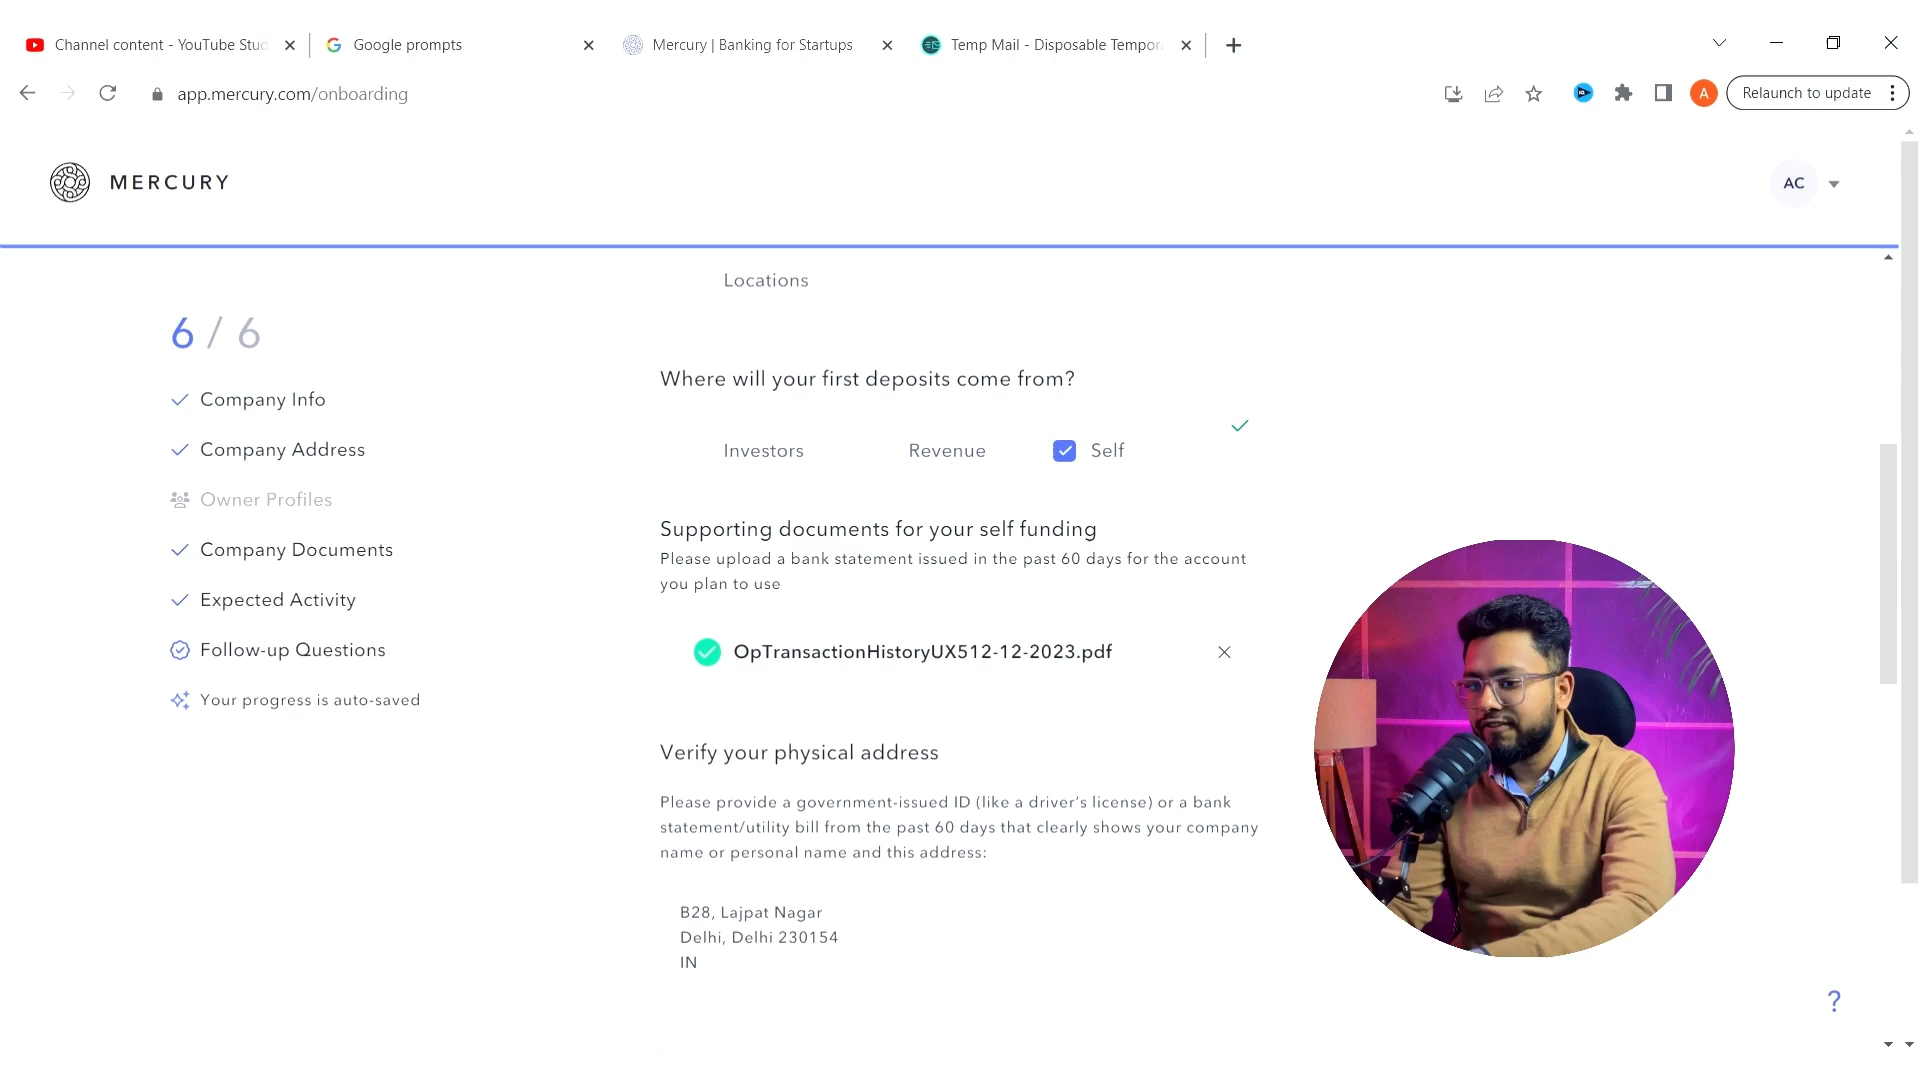 Channel content - YouTube Stud
Google prompts
Mercury | Banking for Startups
Temp Mail - Disposable Tempora
app.mercury.com/onboarding
A
Relaunch to update
MERCURY
AC
Locations
6 / 6
Company Info
Company Address
Owner Profiles
Company Documents
Expected Activity
Follow-up Questions
Your progress is auto-saved
Where will your first deposits come from?
Investors
Revenue
Self
Supporting documents for your self funding
Please upload a bank statement issued in the past 60 days for the account
you plan to use
OpTransactionHistoryUX512-12-2023.pdf
Verify your physical address
Please provide a government-issued ID (like a driver's license) or a bank
statement/utility bill from the past 60 days that clearly shows your company
name or personal name and this address:
B28, Lajpat Nagar
Delhi, Delhi 230154
IN
?